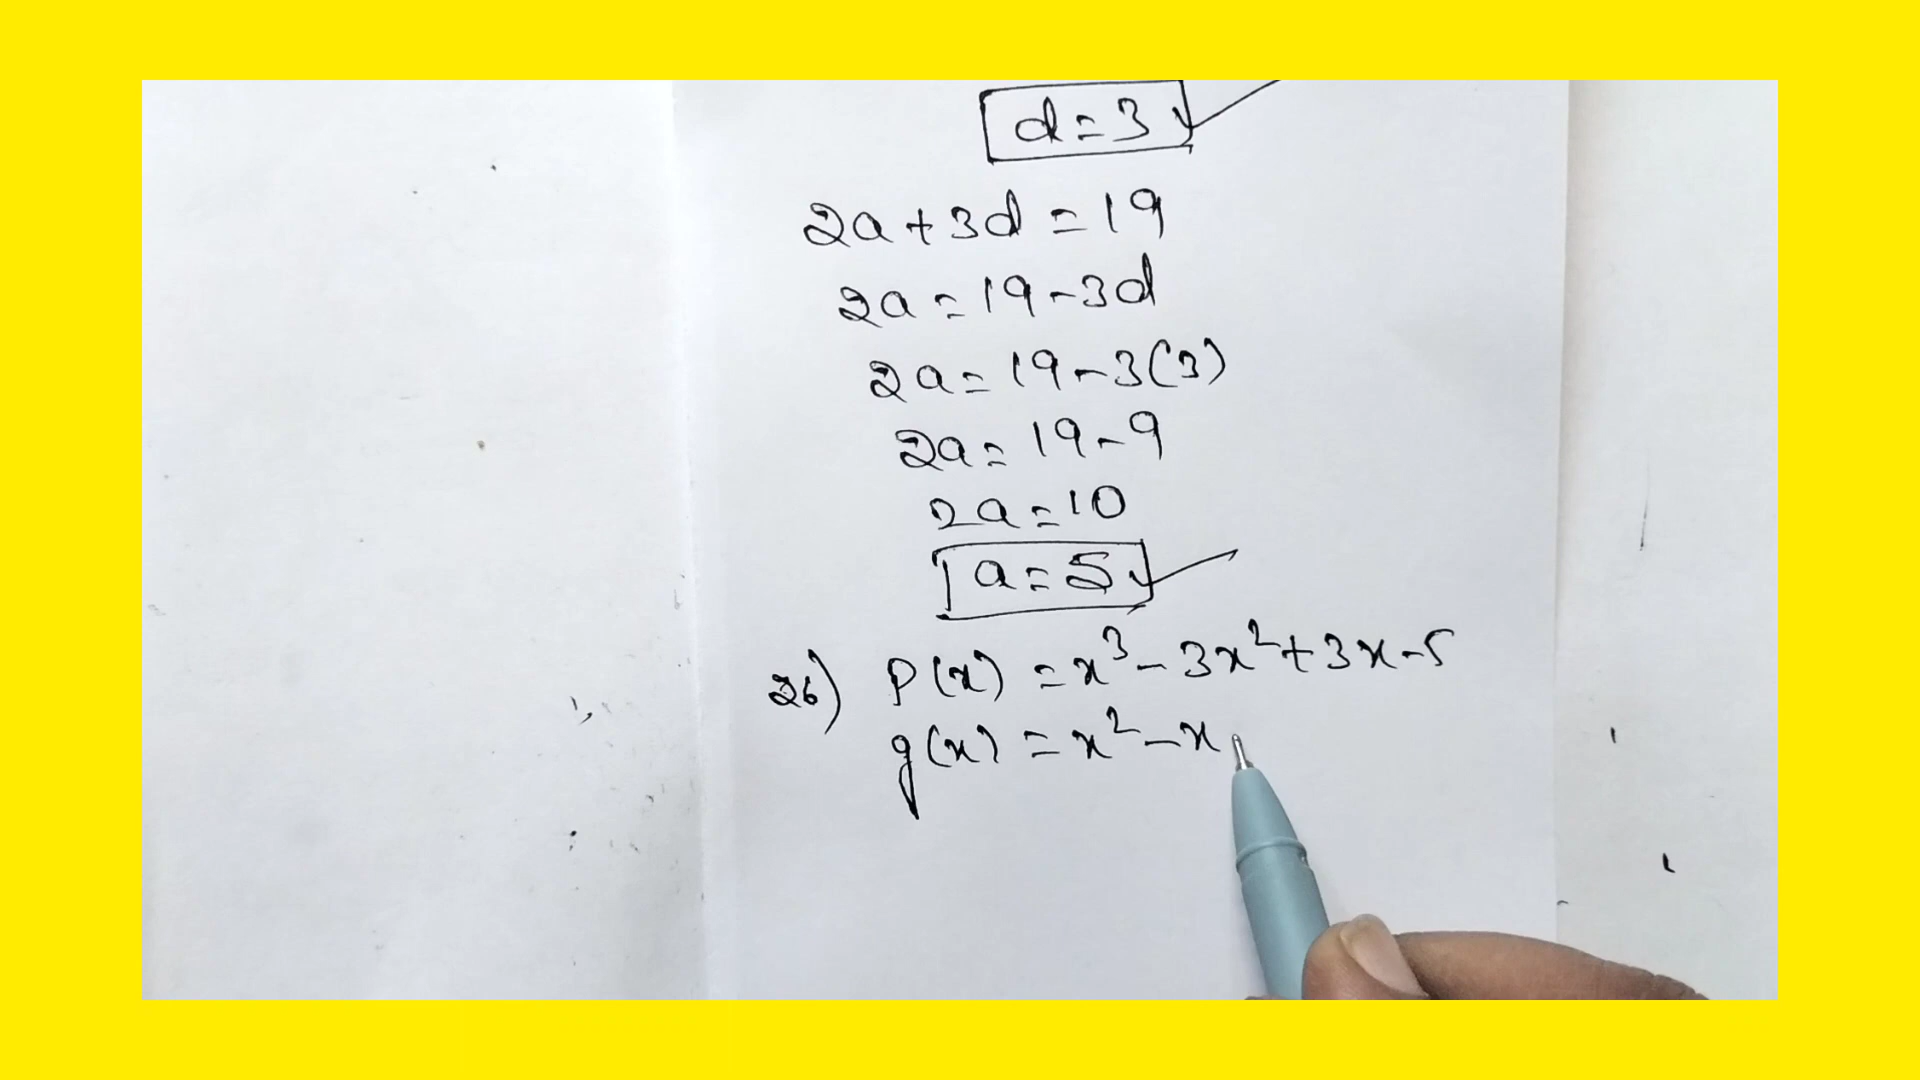 d=3
2a+3d=19
2a=19-3d
2a=19-3(3)
2a=19-9
2a=10
a=5
26) P(x)=x³-3x²+3x-5
g(x)=x²-x